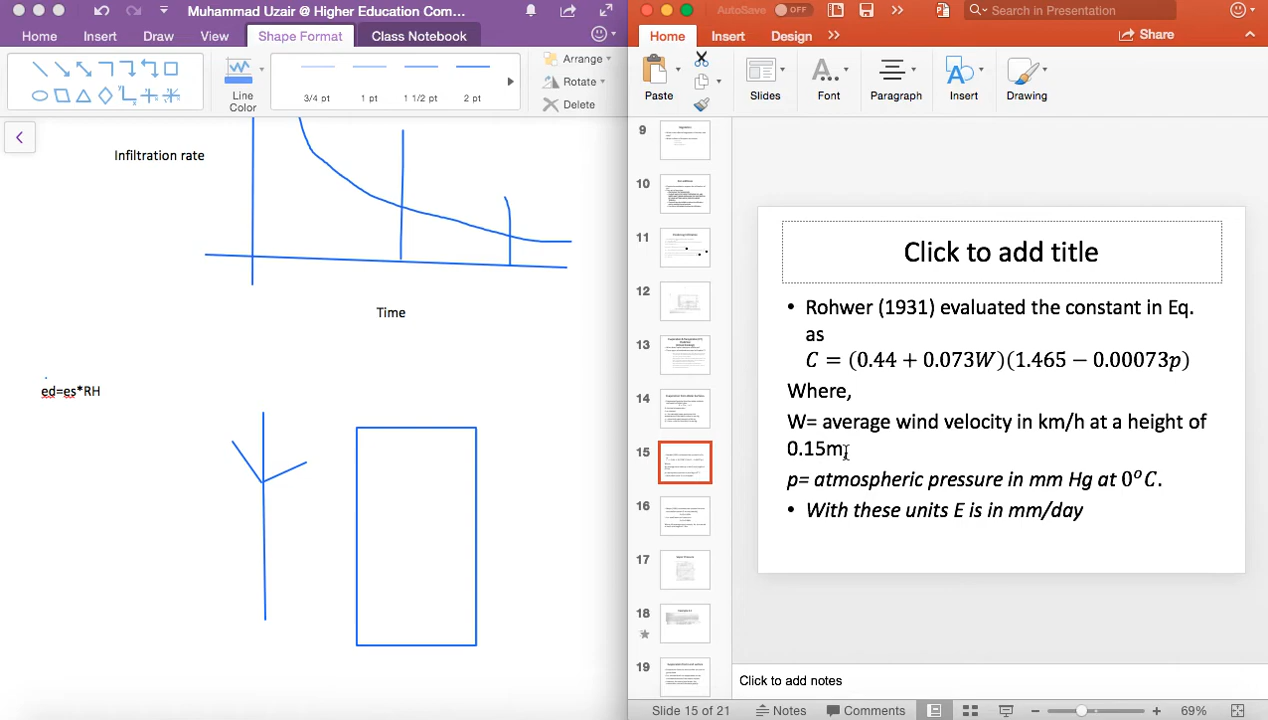 Muhammad Uzair @ Higher Education Com...
Home Insert Draw View Shape Format Class Notebook
Line
Color
3/4 pt 1 pt 1 1/2 pt 2 pt
Arrange
Rotate
Delete
Infiltration rate
Time
ed=es*RH
AutoSave OFF
Search in Presentation
Home Insert Design Share
Paste Slides Font Paragraph Insert Drawing
9
10
11
12
13
14
15
16
17
18
19
Click to add title
• Rohwer (1931) evaluated the constant in Eq.
as
C = (0.44 + 0.073W)(1.465 − 0.00073p)
Where,
W= average wind velocity in km/h at a height of
0.15m
p= atmospheric pressure in mm Hg at 0°C.
• With these units E is in mm/day
Click to add notes
Slide 15 of 21 Notes Comments 69%